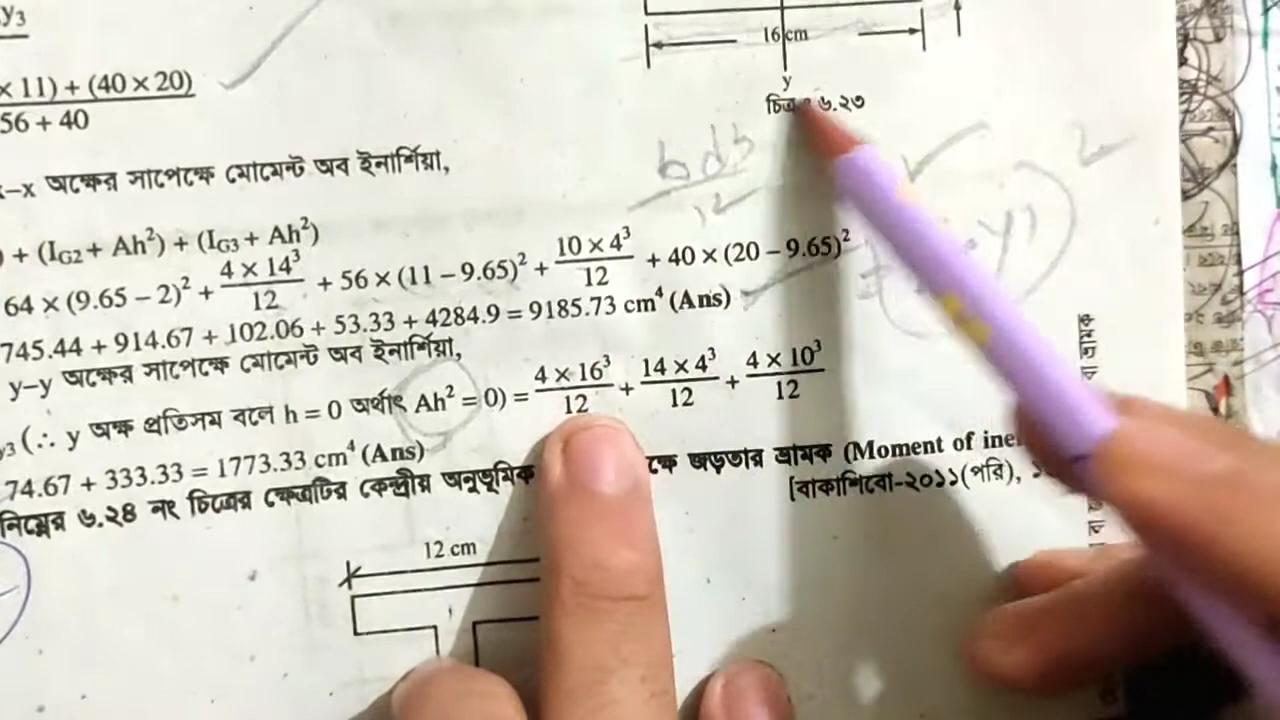 y₃
16 cm
y
× 11) + (40 × 20)
56 + 40
চিত্র ৬.২৩
bd³
12
x–x অক্ষের সাপেক্ষে মোমেন্ট অব ইনার্শিয়া,
) + (I_G2 + Ah²) + (I_G3 + Ah²)
64 × (9.65 – 2)² + 4 × 14³/12 + 56 × (11 – 9.65)² + 10 × 4³/12 + 40 × (20 – 9.65)²
745.44 + 914.67 + 102.06 + 53.33 + 4284.9 = 9185.73 cm⁴ (Ans)
y–y অক্ষের সাপেক্ষে মোমেন্ট অব ইনার্শিয়া,
y₃ (∴ y অক্ষ প্রতিসম বলে h = 0 অর্থাৎ Ah² = 0) = 4 × 16³/12 + 14 × 4³/12 + 4 × 10³/12
74.67 + 333.33 = 1773.33 cm⁴ (Ans)
নিম্নের ৬.২৪ নং চিত্রের ক্ষেত্রটির কেন্দ্রীয় অনুভূমিক ক্ষে জড়তার ভ্রামক (Moment of ine
[বাকাশিবো-২০১১(পরি),
12 cm